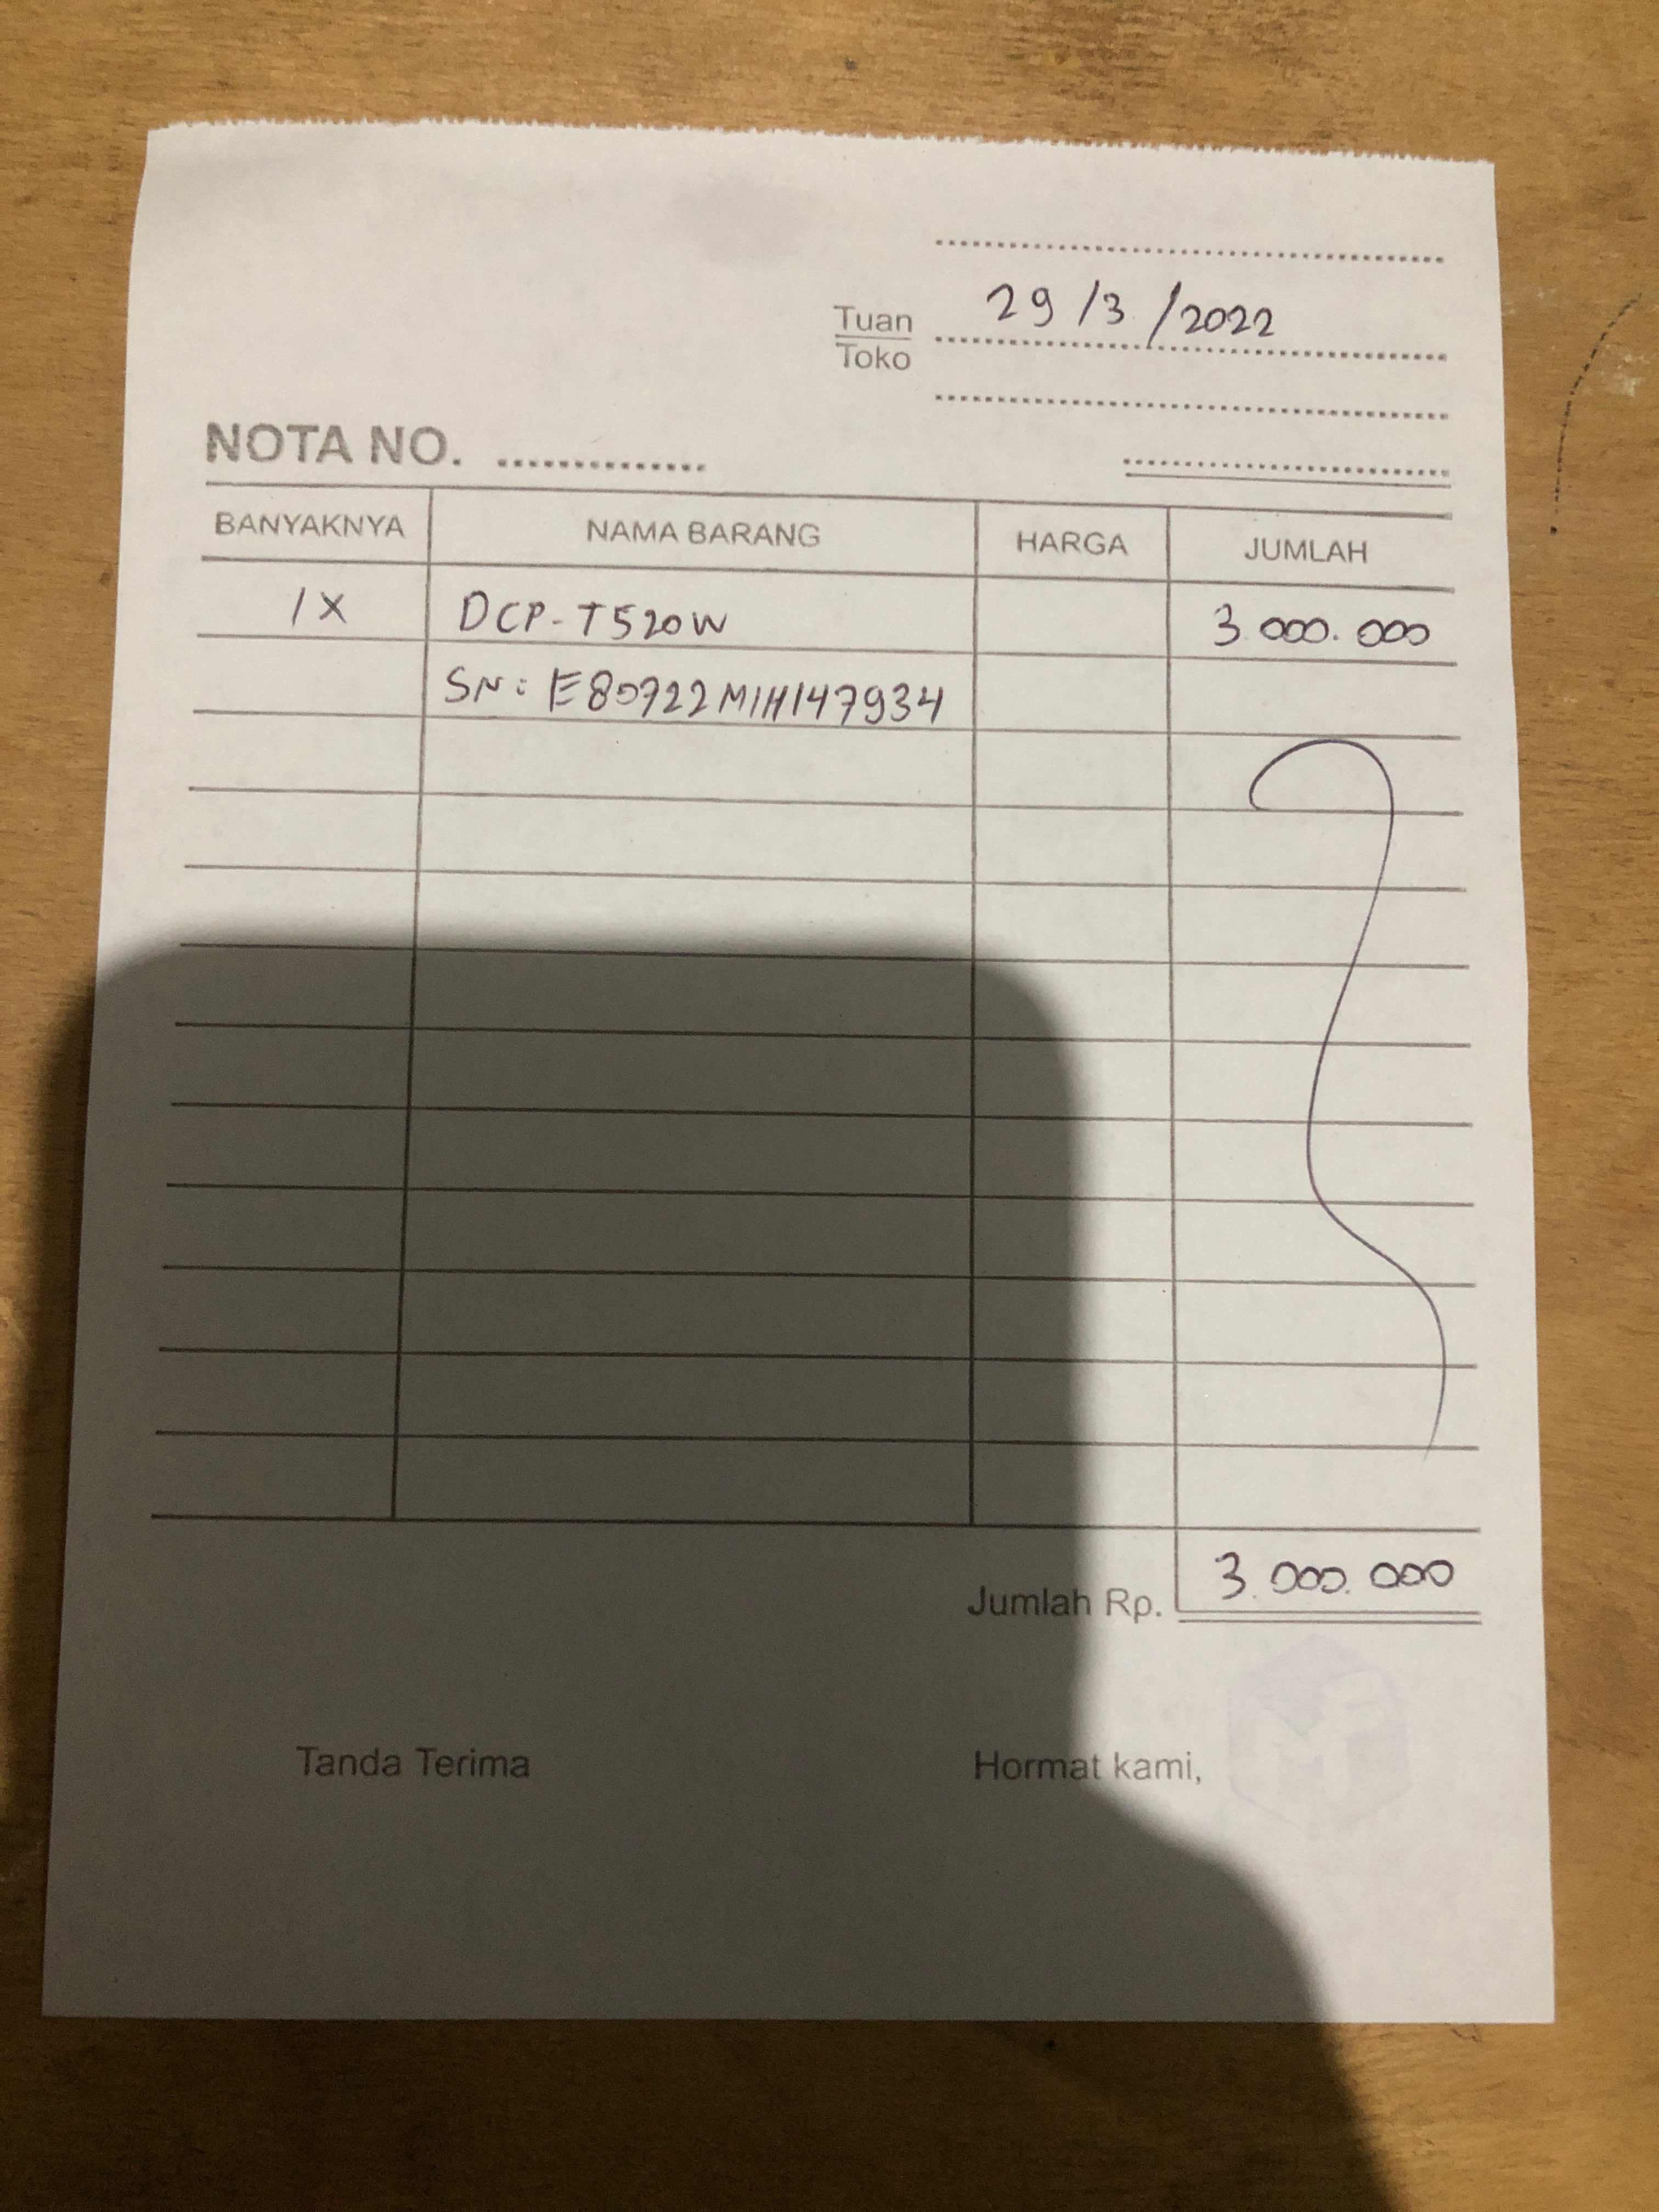 29/3/2022
Tuan
Toko
NOTA NO.
BANYAKNYA NAMA BARANG HARGA JUMLAH
1X DCP-T520W 3.000.000
SN: E80722M1H147934
Jumlah Rp. 3.000.000
Tanda Terima Hormat kami,